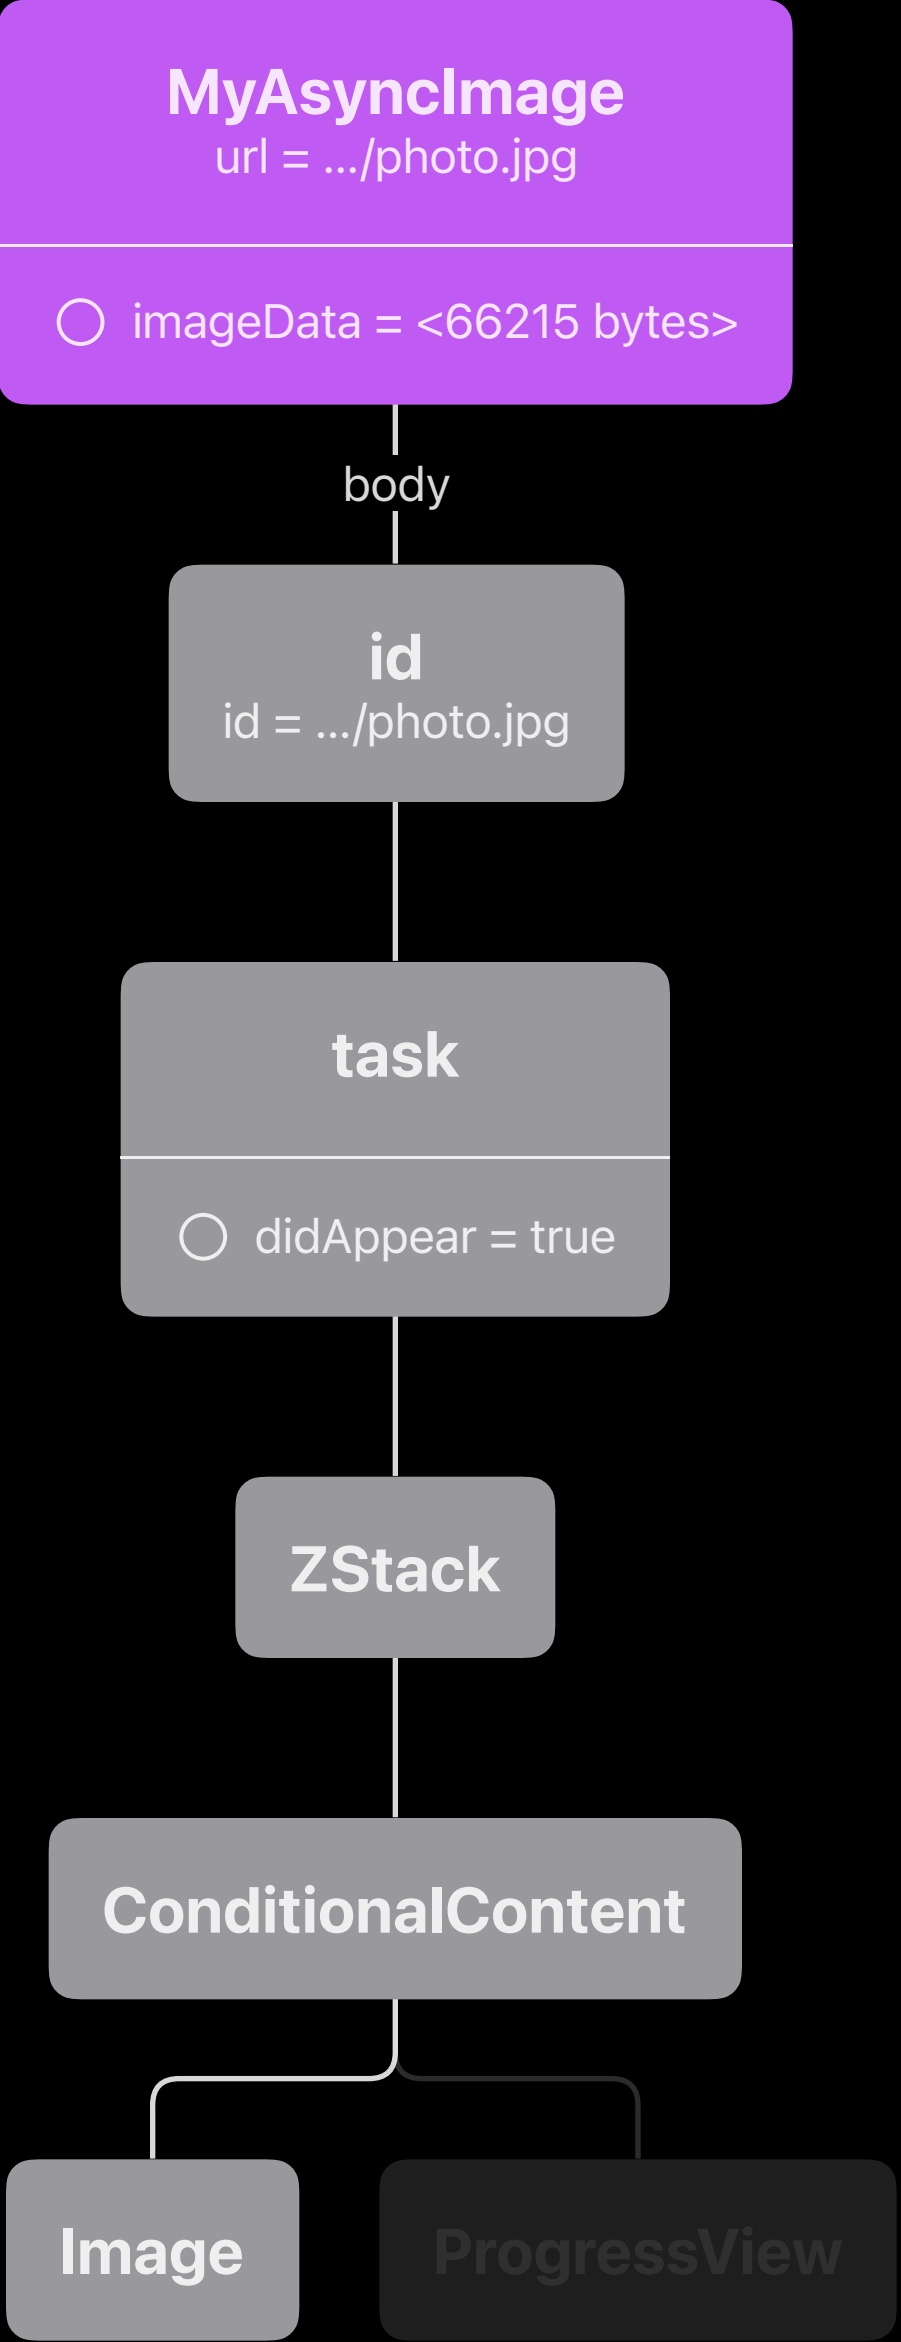 MyAsyncImage
url = .../photo.jpg
imageData = <66215 bytes>
body
id
id = .../photo.jpg
task
didAppear = true
ZStack
ConditionalContent
Image
ProgressView